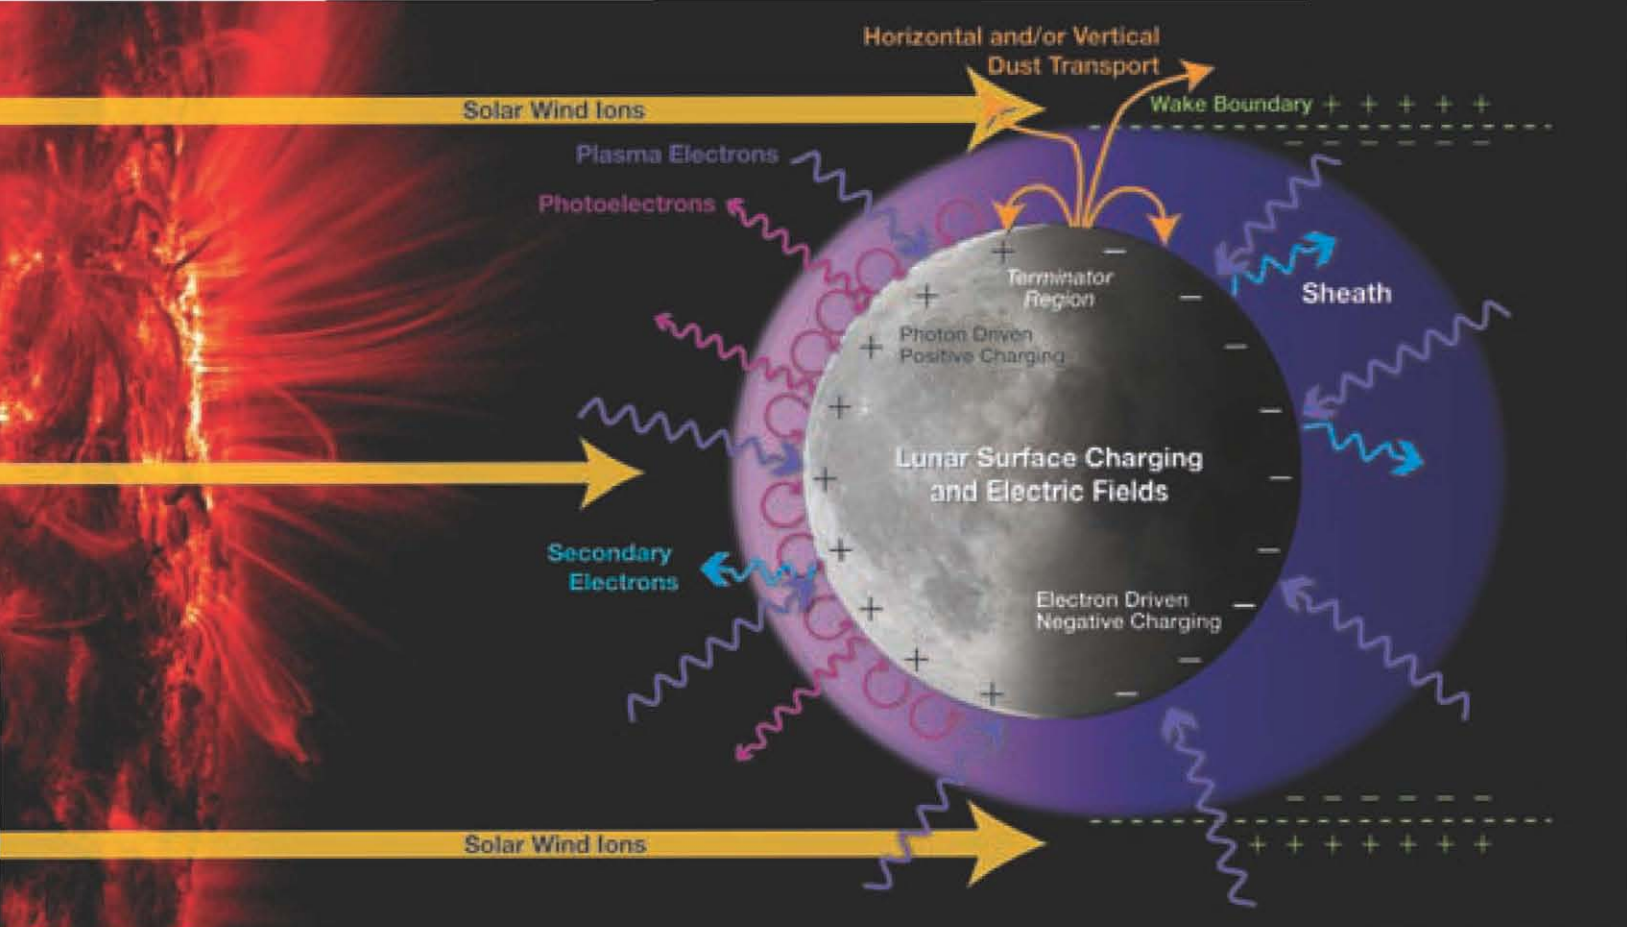 Horizontal and/or Vertical
Dust Transport
Solar Wind Ions
Wake Boundary + + + + +
- - - - - -
Plasma Electrons
Photoelectrons
+
−
Terminator
Region
+
−
Sheath
Photon Driven
Positive Charging
+
−
+
−
Lunar Surface Charging
and Electric Fields
+
−
Secondary
Electrons
+
−
Electron Driven
Negative Charging
+
−
+
−
+
−
- - - - - -
Solar Wind Ions
+ + + + + + +